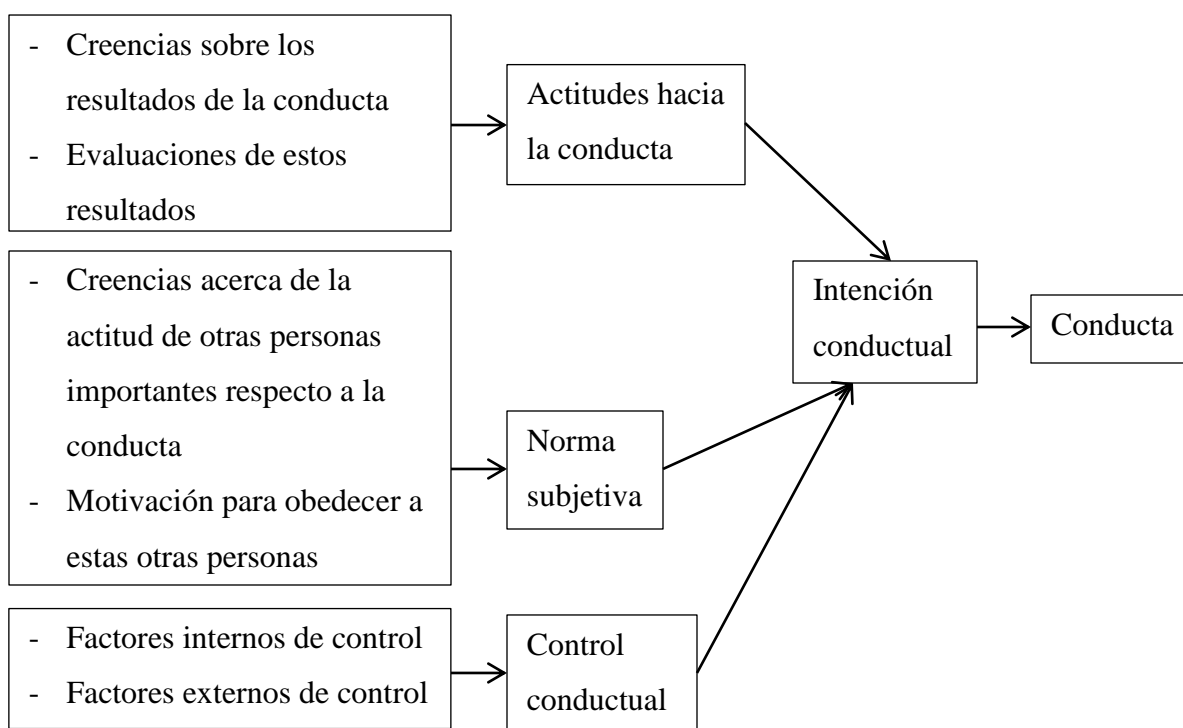 - Creencias sobre los
resultados de la conducta
- Evaluaciones de estos
resultados
Actitudes hacia
la conducta
- Creencias acerca de la
actitud de otras personas
importantes respecto a la
conducta
- Motivación para obedecer a
estas otras personas
Norma
subjetiva
- Factores internos de control
- Factores externos de control
Control
conductual
Intención
conductual
Conducta